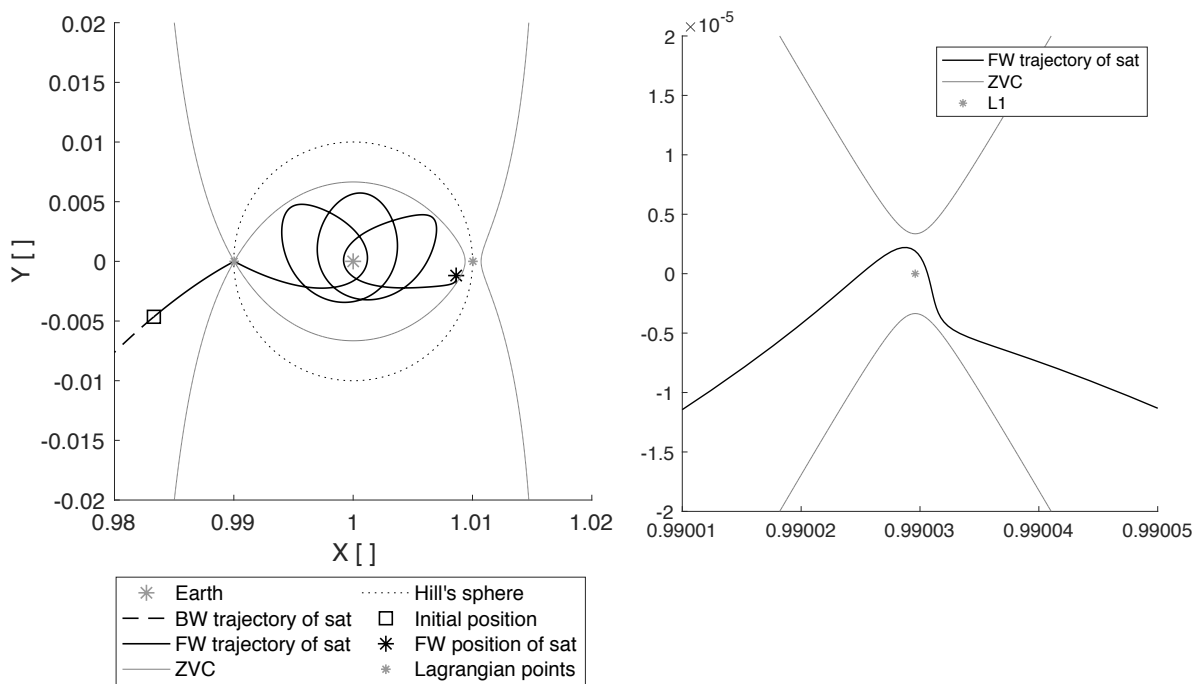 0.02
0.015
0.01
0.005
0
-0.005
-0.01
-0.015
-0.02
Y [ ]
0.98 0.99 1 1.01 1.02
X [ ]
Earth
BW trajectory of sat
FW trajectory of sat
ZVC
Hill's sphere
Initial position
FW position of sat
Lagrangian points
×10-5
2
1.5
1
0.5
0
-0.5
-1
-1.5
-2
0.99001 0.99002 0.99003 0.99004 0.99005
FW trajectory of sat
ZVC
L1